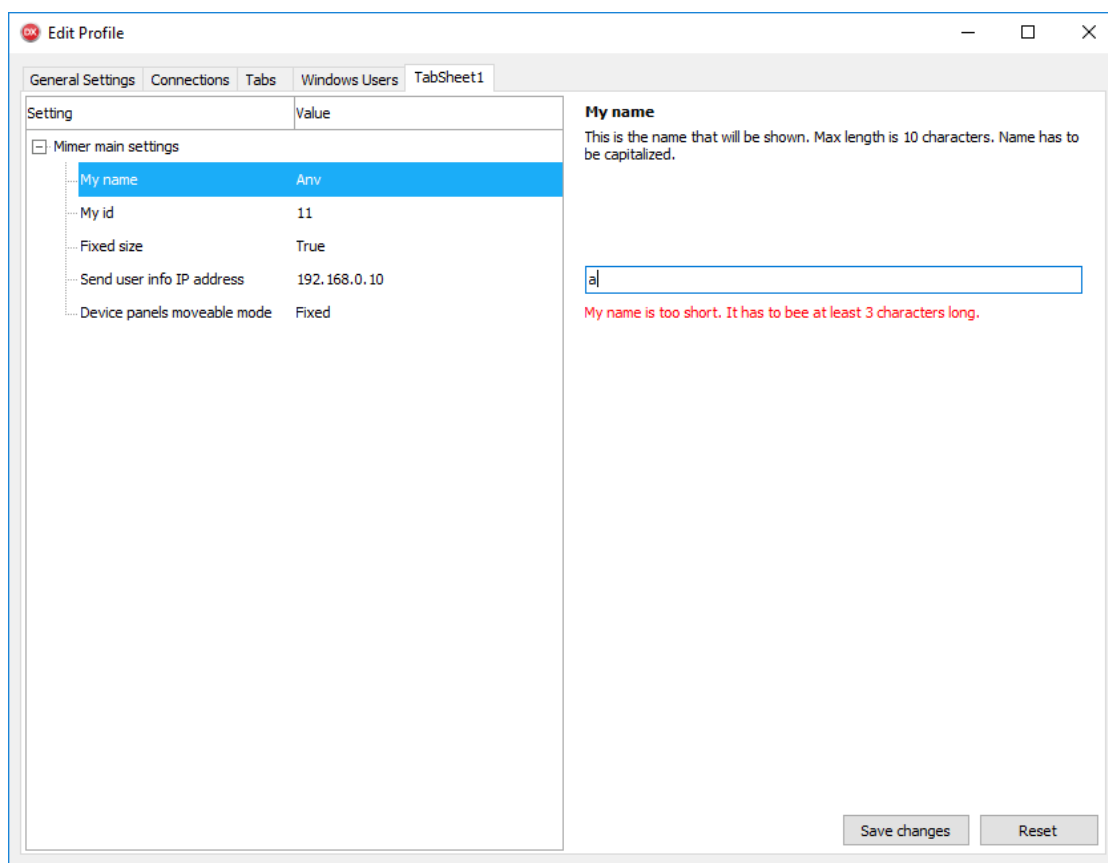 DX Edit Profile
General Settings Connections Tabs Windows Users TabSheet1
Setting Value
Mimer main settings
My name Anv
My id 11
Fixed size True
Send user info IP address 192.168.0.10
Device panels moveable mode Fixed
My name
This is the name that will be shown. Max length is 10 characters. Name has to
be capitalized.
a
My name is too short. It has to bee at least 3 characters long.
Save changes Reset